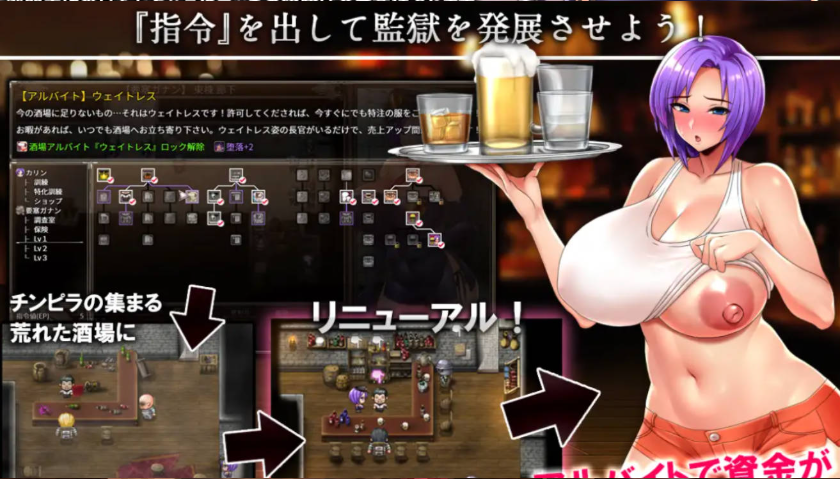 『指令』を出して監獄を発展させよう！
【アルバイト】ウェイトレス
今の酒場に足りないもの…それはウェイトレスです！許可してくだされば、今すぐにでも特注の服をご
お暇があれば、いつでも酒場へお立ち寄り下さい。ウェイトレス姿の長官がいるだけで、売上アップ間
酒場アルバイト『ウェイトレス』ロック解除 堕落+2
カリン
訓練
特化訓練
ショップ
要塞ガナン
調査室
保険
Lv1
Lv2
Lv3
チンピラの集まる
荒れた酒場に
リニューアル！
アルバイトで資金が